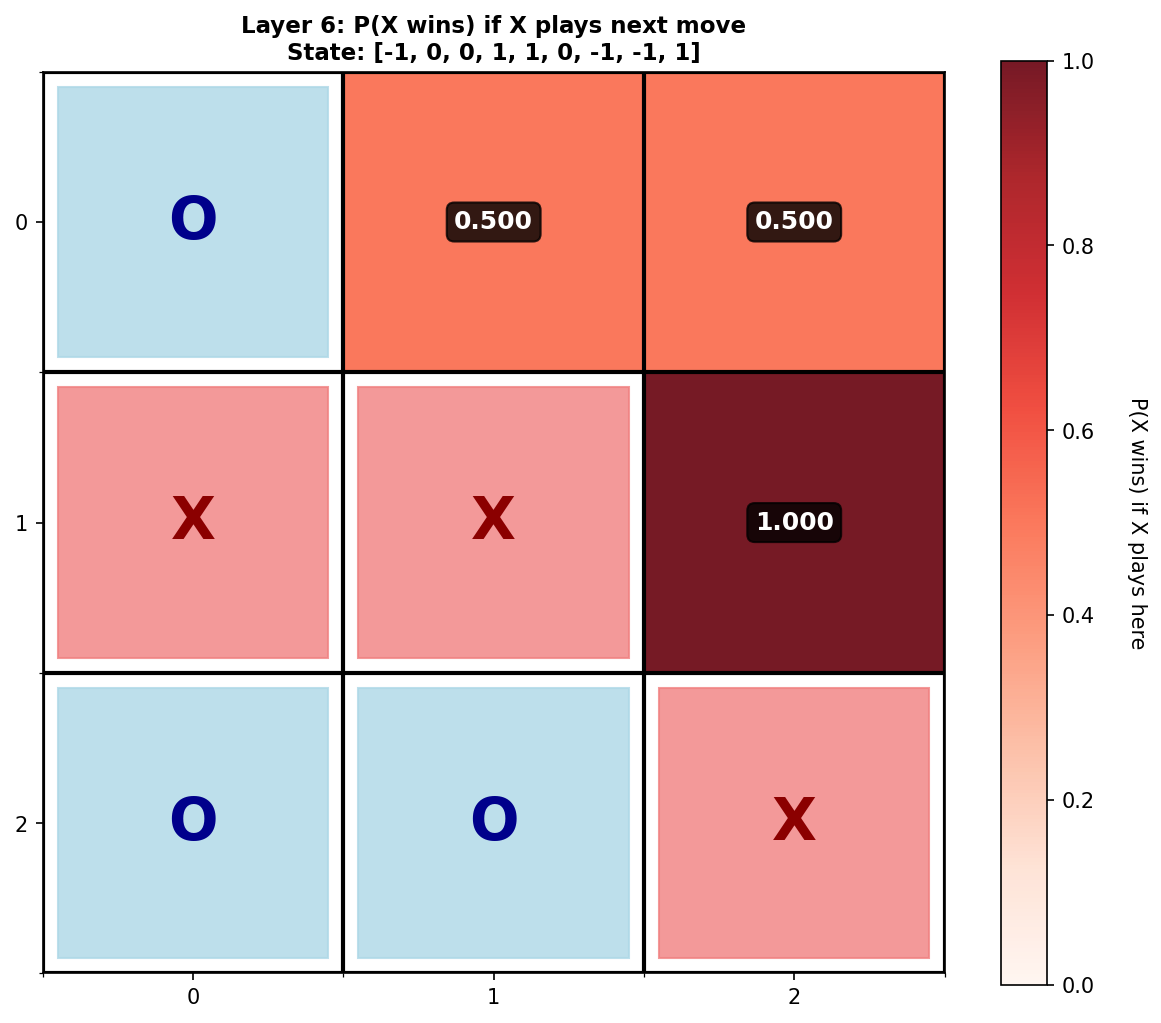 Layer 6: P(X wins) if X plays next move
State: [-1, 0, 0, 1, 1, 0, -1, -1, 1]
0
O
0.500
0.500
1
X
X
1.000
2
O
O
X
0
1
2
1.0
0.8
0.6
0.4
0.2
0.0
P(X wins) if X plays here